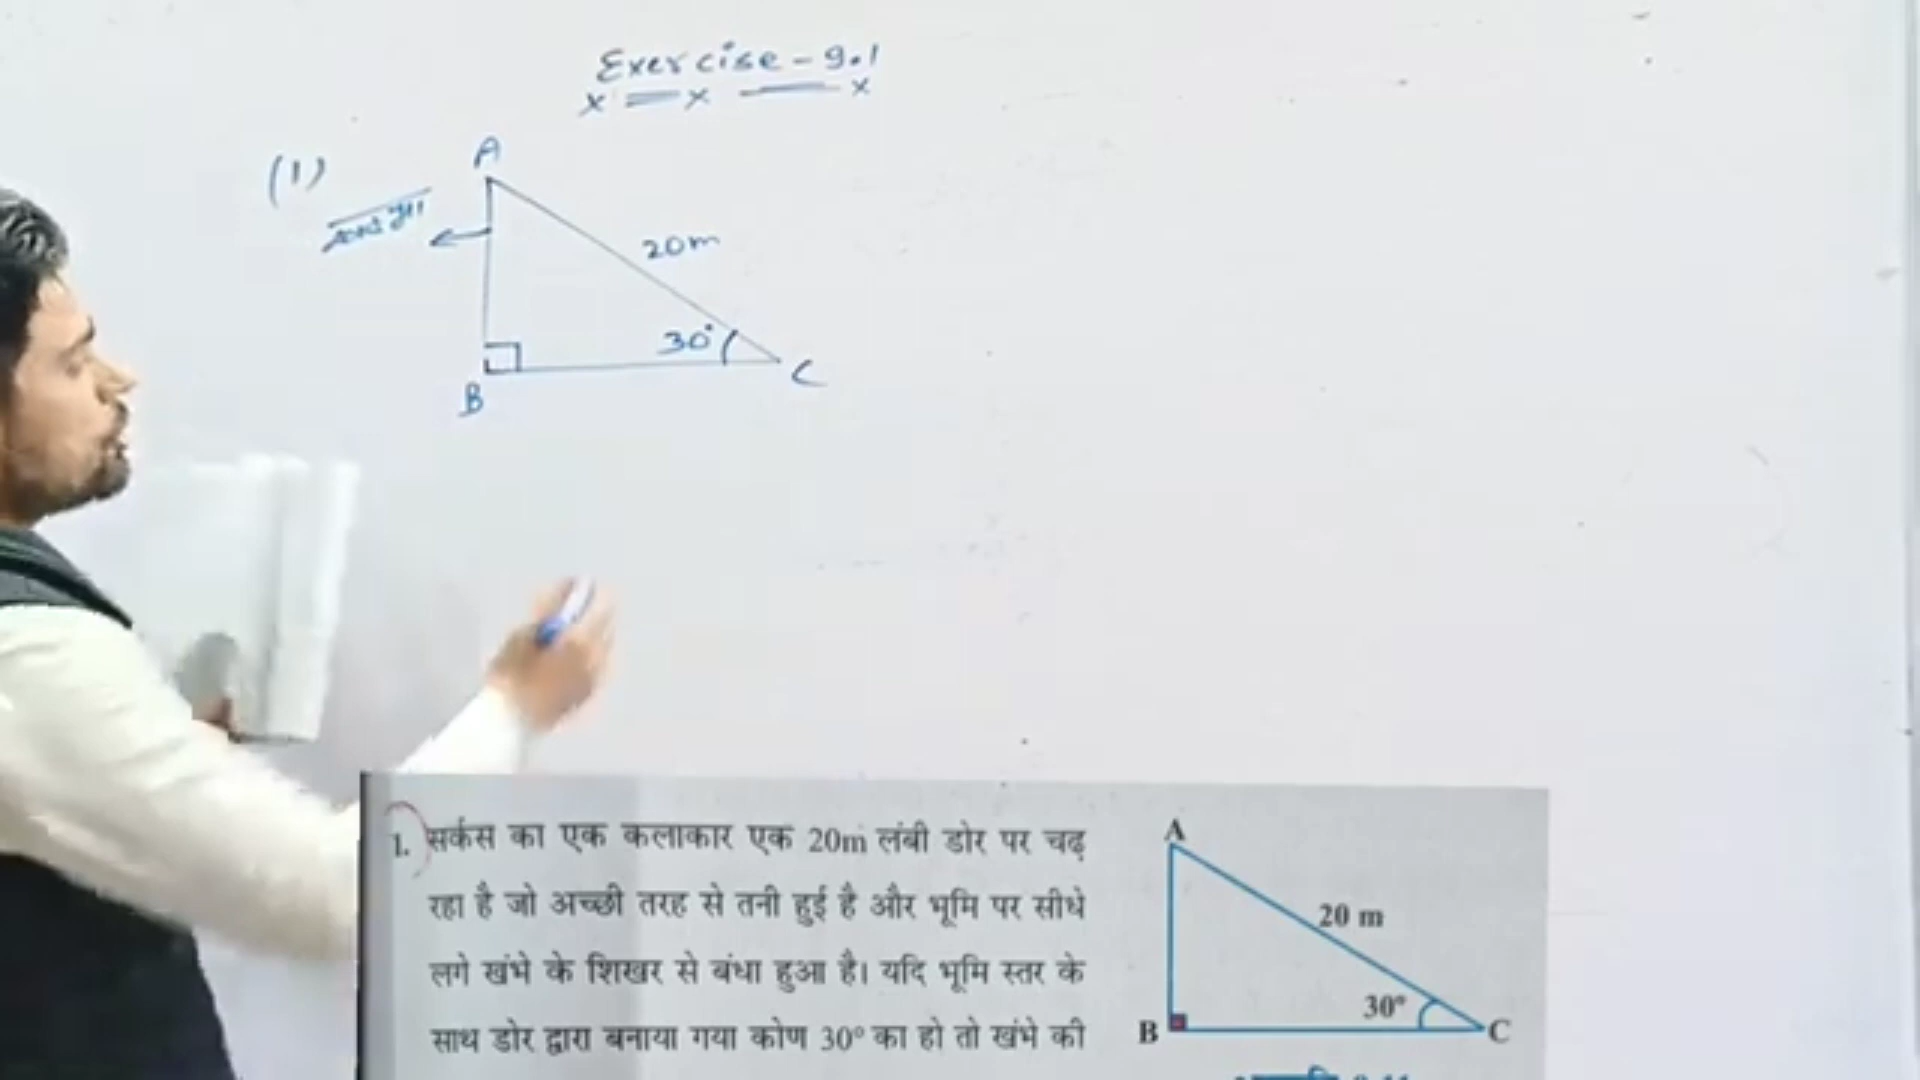 Exercise - 9.1
(1)
A
20m
30°
B
C
1. सर्कस का एक कलाकार एक 20m लंबी डोर पर चढ़
रहा है जो अच्छी तरह से तनी हुई है और भूमि पर सीधे
लगे खंभे के शिखर से बंधा हुआ है। यदि भूमि स्तर के
साथ डोर द्वारा बनाया गया कोण 30° का हो तो खंभे की
A
20 m
30°
B
C